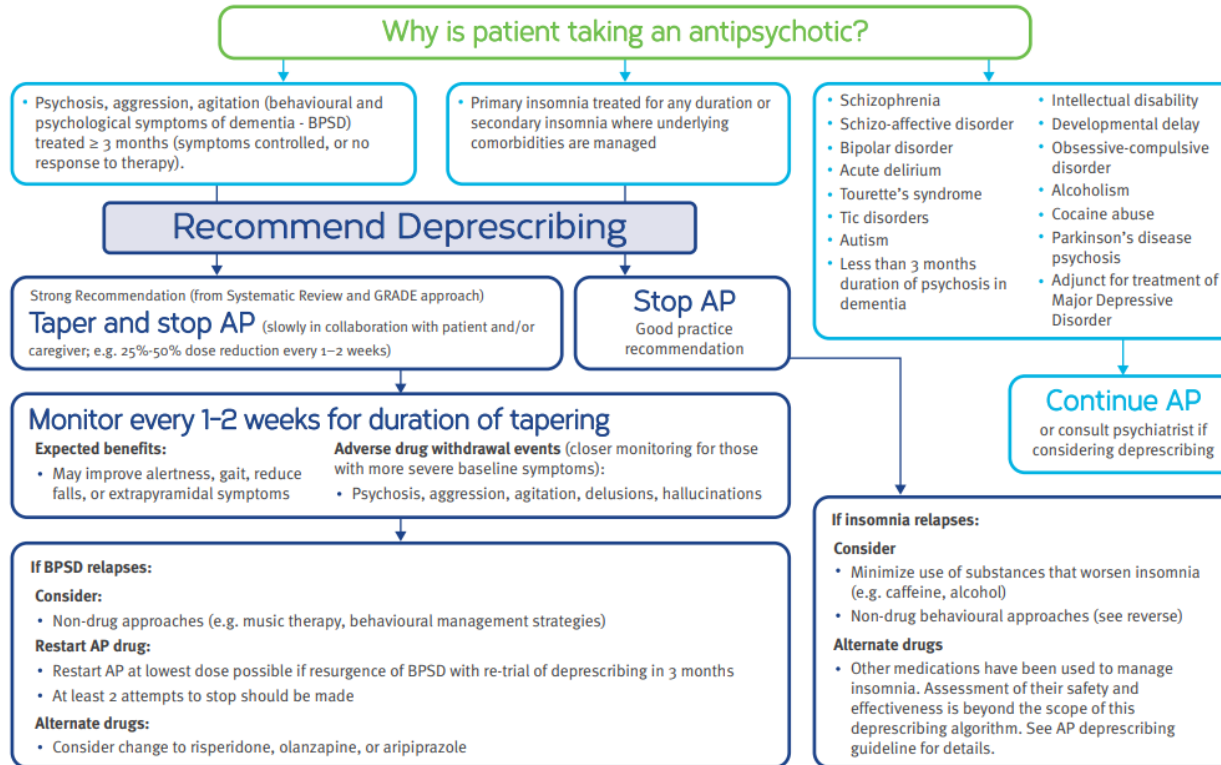 Why is patient taking an antipsychotic?
• Psychosis, aggression, agitation (behavioural and
psychological symptoms of dementia - BPSD)
treated ≥ 3 months (symptoms controlled, or no
response to therapy).
• Primary insomnia treated for any duration or
secondary insomnia where underlying
comorbidities are managed
• Schizophrenia
• Schizo-affective disorder
• Bipolar disorder
• Acute delirium
• Tourette's syndrome
• Tic disorders
• Autism
• Less than 3 months
duration of psychosis in
dementia
• Intellectual disability
• Developmental delay
• Obsessive-compulsive
disorder
• Alcoholism
• Cocaine abuse
• Parkinson's disease
psychosis
• Adjunct for treatment of
Major Depressive
Disorder
Recommend Deprescribing
Strong Recommendation (from Systematic Review and GRADE approach)
Taper and stop AP (slowly in collaboration with patient and/or
caregiver; e.g. 25%-50% dose reduction every 1–2 weeks)
Stop AP
Good practice
recommendation
Continue AP
or consult psychiatrist if
considering deprescribing
Monitor every 1-2 weeks for duration of tapering
Expected benefits:
• May improve alertness, gait, reduce
falls, or extrapyramidal symptoms
Adverse drug withdrawal events (closer monitoring for those
with more severe baseline symptoms):
• Psychosis, aggression, agitation, delusions, hallucinations
If BPSD relapses:
Consider:
• Non-drug approaches (e.g. music therapy, behavioural management strategies)
Restart AP drug:
• Restart AP at lowest dose possible if resurgence of BPSD with re-trial of deprescribing in 3 months
• At least 2 attempts to stop should be made
Alternate drugs:
• Consider change to risperidone, olanzapine, or aripiprazole
If insomnia relapses:
Consider
• Minimize use of substances that worsen insomnia
(e.g. caffeine, alcohol)
• Non-drug behavioural approaches (see reverse)
Alternate drugs
• Other medications have been used to manage
insomnia. Assessment of their safety and
effectiveness is beyond the scope of this
deprescribing algorithm. See AP deprescribing
guideline for details.